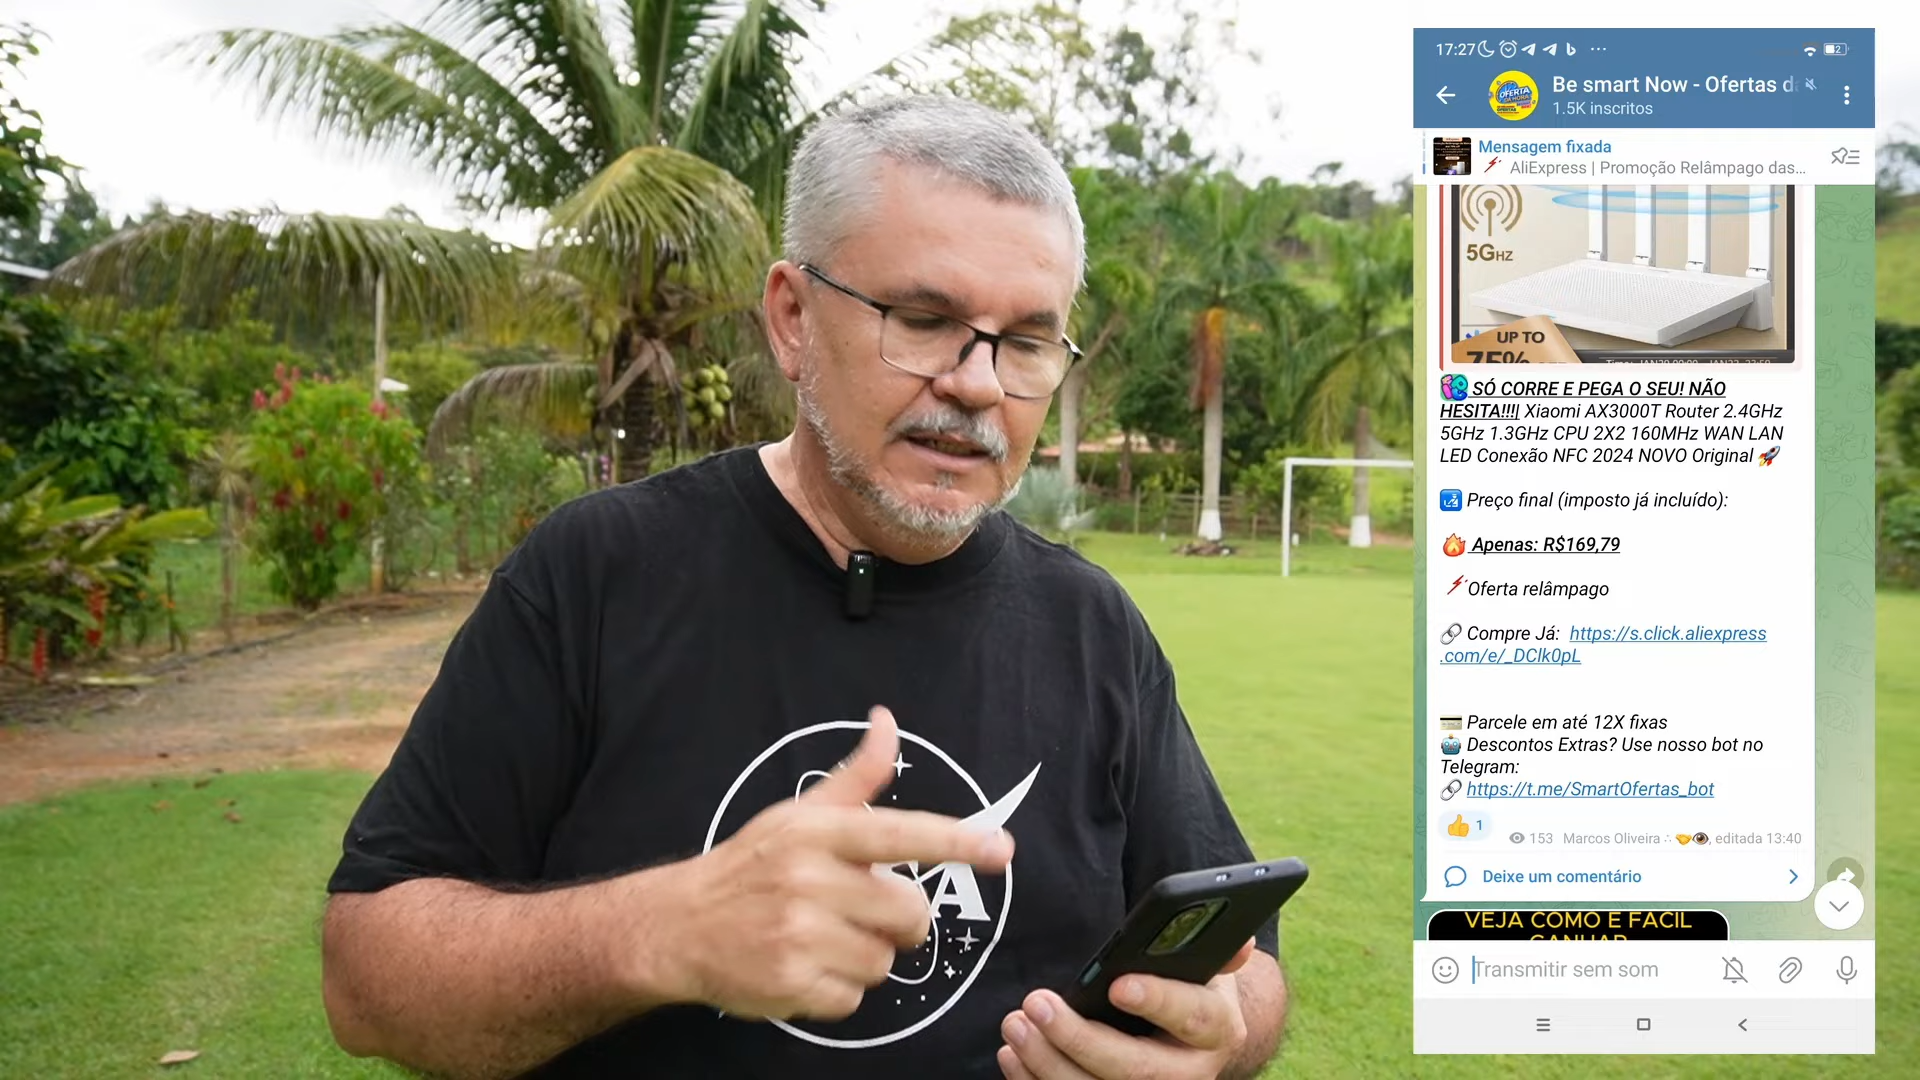 17:27
2
Be smart Now - Ofertas d
1.5K inscritos
Mensagem fixada
AliExpress | Promoção Relâmpago das...
5GHz
UP TO
75%
SÓ CORRE E PEGA O SEU! NÃO
HESITA!!!| Xiaomi AX3000T Router 2.4GHz
5GHz 1.3GHz CPU 2X2 160MHz WAN LAN
LED Conexão NFC 2024 NOVO Original
Preço final (imposto já incluído):
Apenas: R$169,79
Oferta relâmpago
Compre Já: https://s.click.aliexpress
.com/e/_DClk0pL
Parcele em até 12X fixas
Descontos Extras? Use nosso bot no
Telegram:
https://t.me/SmartOfertas_bot
1
153 Marcos Oliveira ∴, editada 13:40
Deixe um comentário
VEJA COMO E FACIL
GANHAR
Transmitir sem som
A